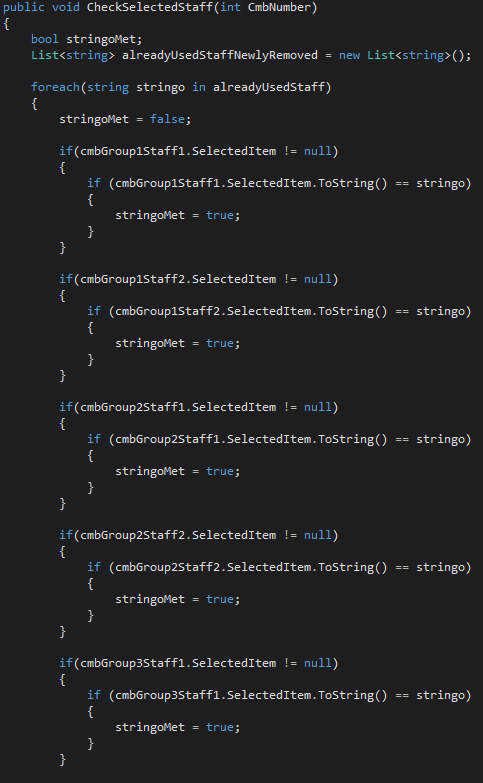 public void CheckSelectedStaff(int CmbNumber)
{
bool stringoMet;
List<string> alreadyUsedStaffNewlyRemoved = new List<string>();
foreach(string stringo in alreadyUsedStaff)
{
stringoMet = false;
if(cmbGroup1Staff1.SelectedItem != null)
{
if (cmbGroup1Staff1.SelectedItem.ToString() == stringo)
{
stringoMet = true;
}
}
if(cmbGroup1Staff2.SelectedItem != null)
{
if (cmbGroup1Staff2.SelectedItem.ToString() == stringo)
{
stringoMet = true;
}
}
if(cmbGroup2Staff1.SelectedItem != null)
{
if (cmbGroup2Staff1.SelectedItem.ToString() == stringo)
{
stringoMet = true;
}
}
if(cmbGroup2Staff2.SelectedItem != null)
{
if (cmbGroup2Staff2.SelectedItem.ToString() == stringo)
{
stringoMet = true;
}
}
if(cmbGroup3Staff1.SelectedItem != null)
{
if (cmbGroup3Staff1.SelectedItem.ToString() == stringo)
{
stringoMet = true;
}
}